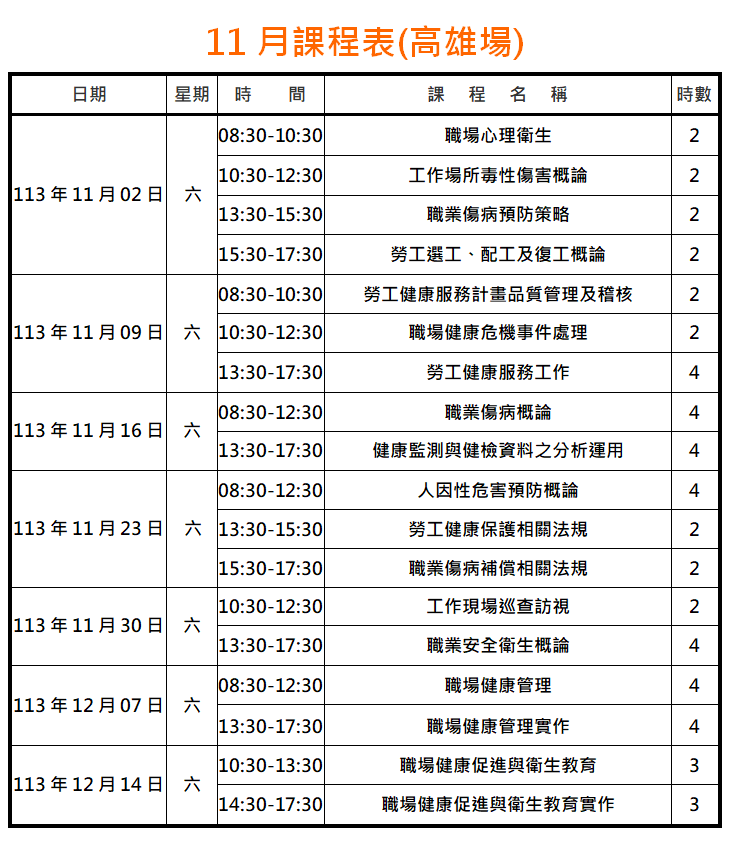 11 月課程表(高雄場)
日期 星期 時 間 課 程 名 稱 時數
113 年 11 月 02 日 六 08:30-10:30 職場心理衛生 2
10:30-12:30 工作場所毒性傷害概論 2
13:30-15:30 職業傷病預防策略 2
15:30-17:30 勞工選工、配工及復工概論 2
113 年 11 月 09 日 六 08:30-10:30 勞工健康服務計畫品質管理及稽核 2
10:30-12:30 職場健康危機事件處理 2
13:30-17:30 勞工健康服務工作 4
113 年 11 月 16 日 六 08:30-12:30 職業傷病概論 4
13:30-17:30 健康監測與健檢資料之分析運用 4
113 年 11 月 23 日 六 08:30-12:30 人因性危害預防概論 4
13:30-15:30 勞工健康保護相關法規 2
15:30-17:30 職業傷病補償相關法規 2
113 年 11 月 30 日 六 10:30-12:30 工作現場巡查訪視 2
13:30-17:30 職業安全衛生概論 4
113 年 12 月 07 日 六 08:30-12:30 職場健康管理 4
13:30-17:30 職場健康管理實作 4
113 年 12 月 14 日 六 10:30-13:30 職場健康促進與衛生教育 3
14:30-17:30 職場健康促進與衛生教育實作 3